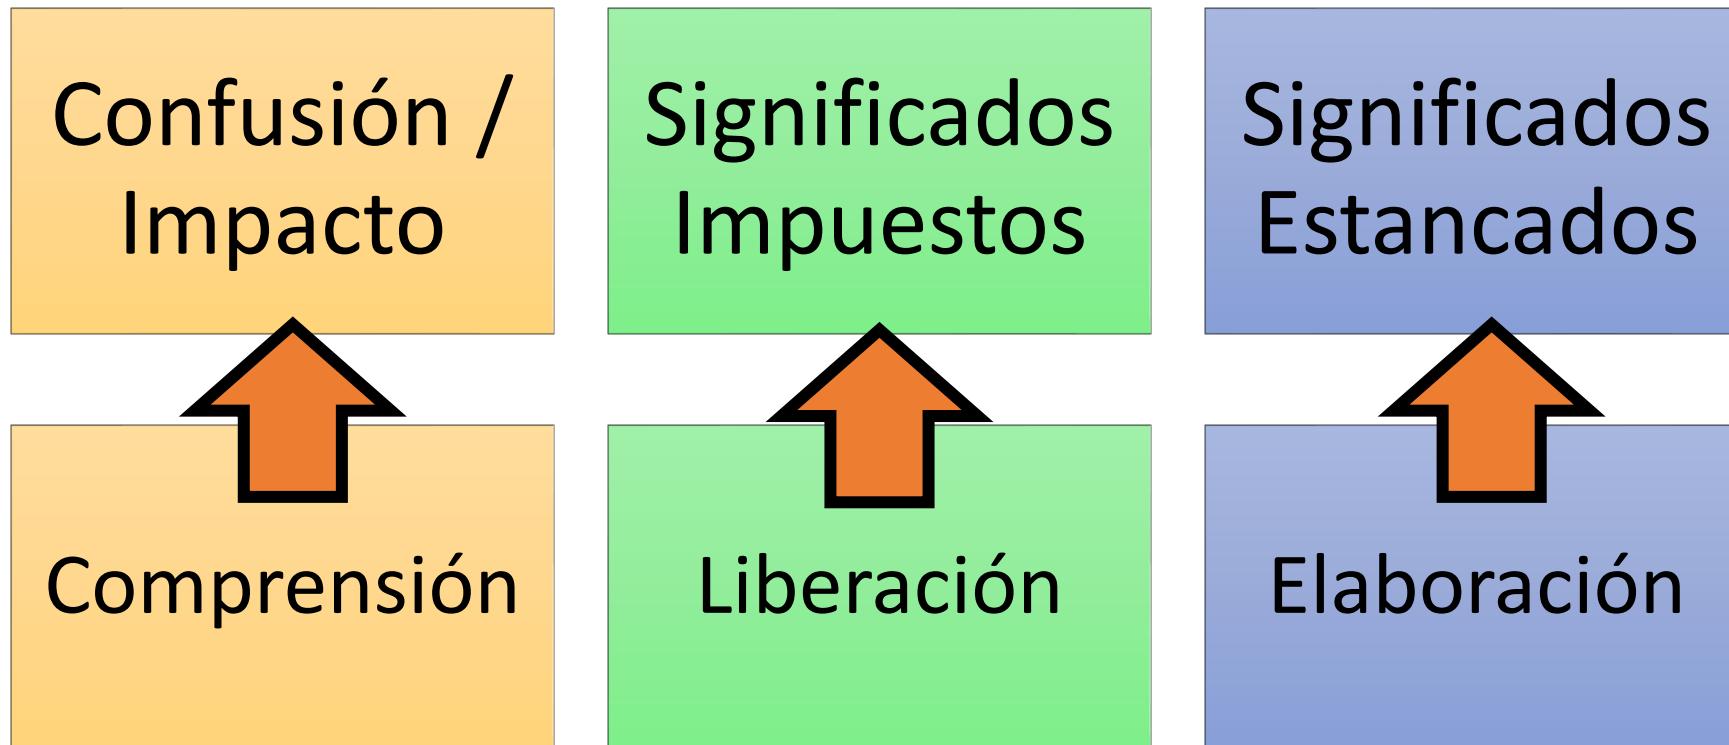 Confusión /
Impacto
Significados
Impuestos
Significados
Estancados
Comprensión
Liberación
Elaboración